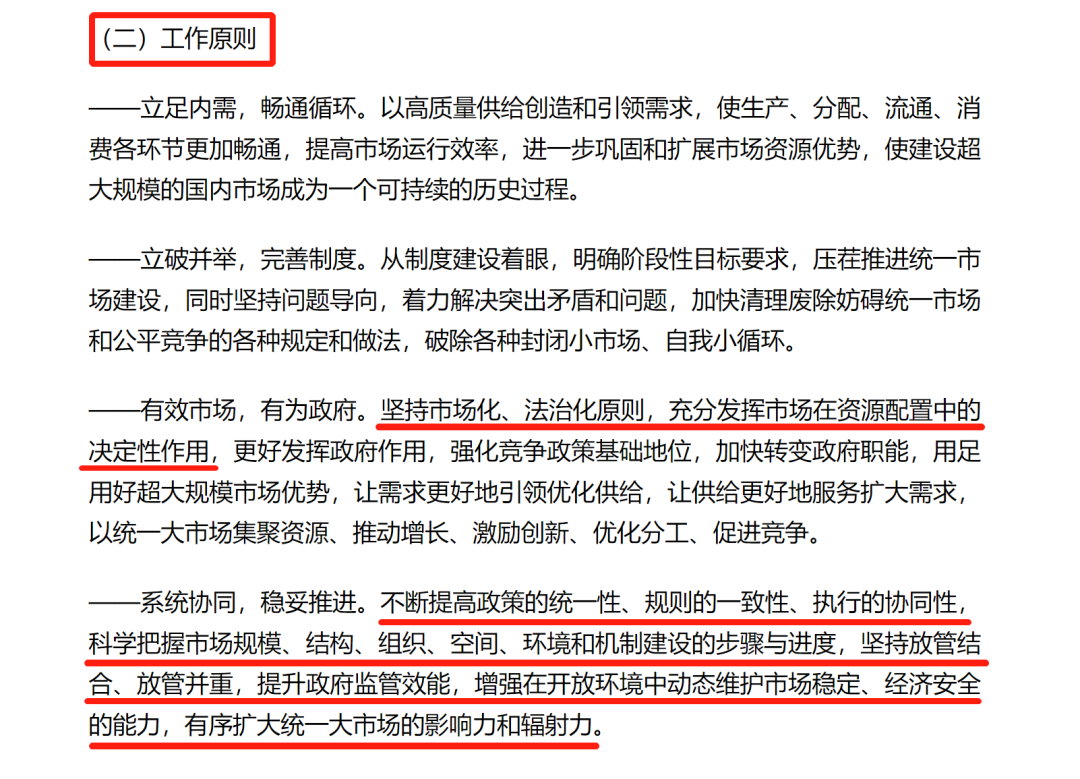 （二）工作原则
——立足内需，畅通循环。以高质量供给创造和引领需求，使生产、分配、流通、消
费各环节更加畅通，提高市场运行效率，进一步巩固和扩展市场资源优势，使建设超
大规模的国内市场成为一个可持续的历史过程。
——立破并举，完善制度。从制度建设着眼，明确阶段性目标要求，压茬推进统一市
场建设，同时坚持问题导向，着力解决突出矛盾和问题，加快清理废除妨碍统一市场
和公平竞争的各种规定和做法，破除各种封闭小市场、自我小循环。
——有效市场，有为政府。坚持市场化、法治化原则，充分发挥市场在资源配置中的
决定性作用，更好发挥政府作用，强化竞争政策基础地位，加快转变政府职能，用足
用好超大规模市场优势，让需求更好地引领优化供给，让供给更好地服务扩大需求，
以统一大市场集聚资源、推动增长、激励创新、优化分工、促进竞争。
——系统协同，稳妥推进。不断提高政策的统一性、规则的一致性、执行的协同性，
科学把握市场规模、结构、组织、空间、环境和机制建设的步骤与进度，坚持放管结
合、放管并重，提升政府监管效能，增强在开放环境中动态维护市场稳定、经济安全
的能力，有序扩大统一大市场的影响力和辐射力。